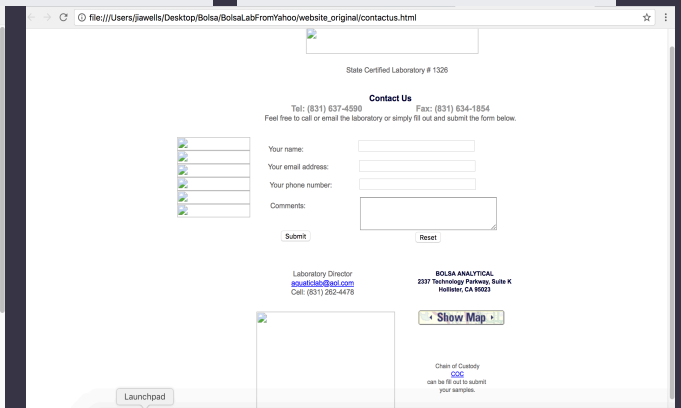 file:///Users/jiawells/Desktop/Bolsa/BolsaLabFromYahoo/website_original/contactus.html
State Certified Laboratory # 1326
Contact Us
Tel: (831) 637-4590 Fax: (831) 634-1854
Feel free to call or email the laboratory or simply fill out and submit the form below.
Your name:
Your email address:
Your phone number:
Comments:
Submit Reset
Laboratory Director
aquaticlab@aol.com
Cell: (831) 262-4478
BOLSA ANALYTICAL
2337 Technology Parkway, Suite K
Hollister, CA 95023
Show Map
Chain of Custody
COC
can be fill out to submit
your samples.
Launchpad